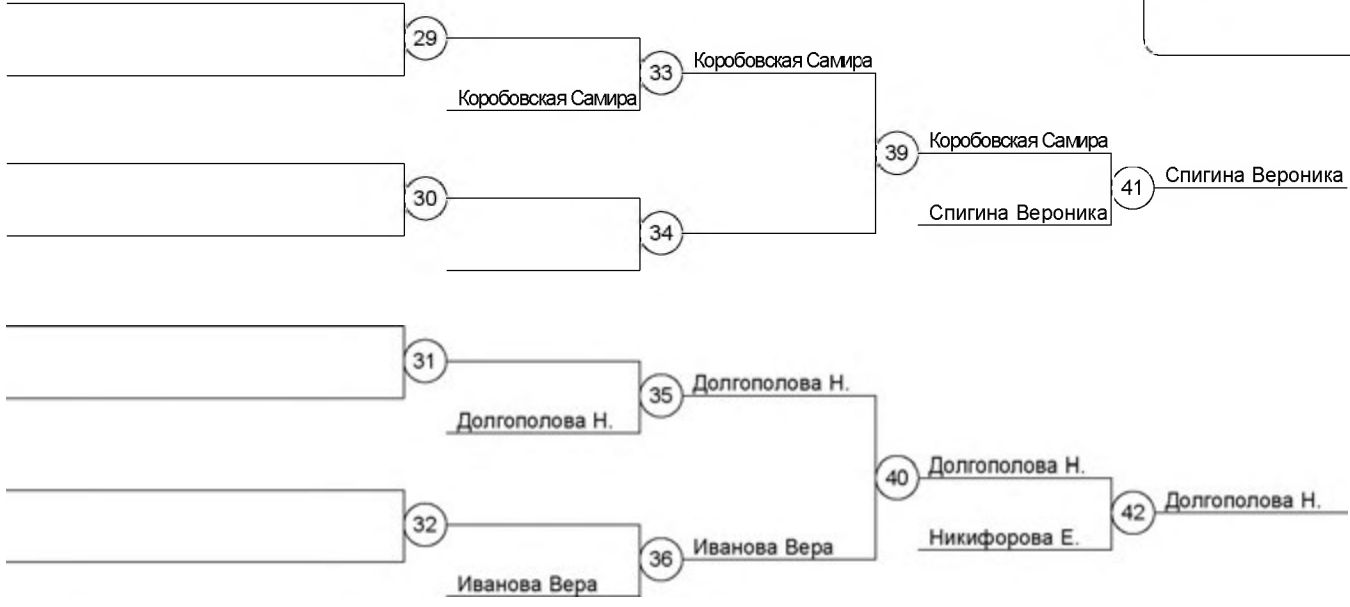 29
33
Коробовская Самира
Коробовская Самира
39
Коробовская Самира
41
Спигина Вероника
30
Спигина Вероника
34
31
35
Долгополова Н.
Долгополова Н.
40
Долгополова Н.
42
Долгополова Н.
32
Никифорова Е.
36
Иванова Вера
Иванова Вера